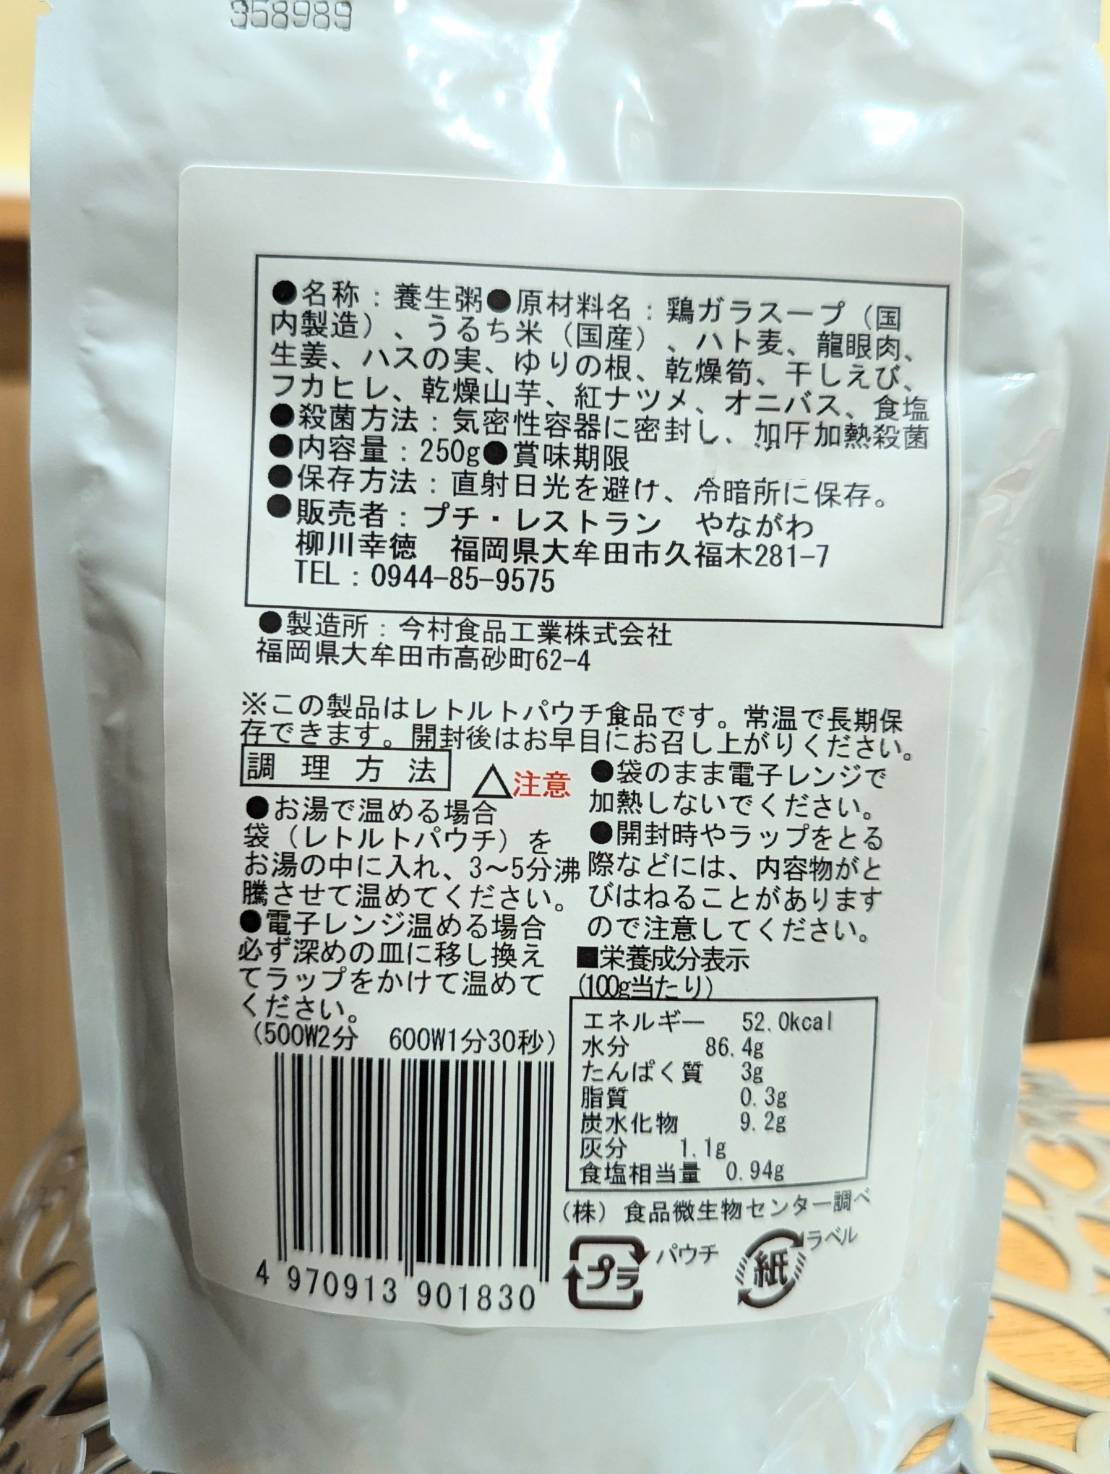 358989
●名称：養生粥●原材料名：鶏ガラスープ（国
内製造）、うるち米（国産）、ハト麦、龍眼肉、
生姜、ハスの実、ゆりの根、乾燥筍、干しえび、
フカヒレ、乾燥山芋、紅ナツメ、オニバス、食塩
●殺菌方法：気密性容器に密封し、加圧加熱殺菌
●内容量：250g●賞味期限
●保存方法：直射日光を避け、冷暗所に保存。
●販売者：プチ・レストラン　やながわ
柳川幸徳　福岡県大牟田市久福木281-7
TEL：0944-85-9575
●製造所：今村食品工業株式会社
福岡県大牟田市高砂町62-4
※この製品はレトルトパウチ食品です。常温で長期保
存できます。開封後はお早目にお召し上がりください。
調理方法
●お湯で温める場合
袋（レトルトパウチ）を
お湯の中に入れ、3～5分沸
騰させて温めてください。
●電子レンジ温める場合
必ず深めの皿に移し換え
てラップをかけて温めて
ください。
(500W2分　600W1分30秒)
△注意
●袋のまま電子レンジで
加熱しないでください。
●開封時やラップをとる
際などには、内容物がと
びはねることがあります
ので注意してください。
■栄養成分表示
(100g当たり)
エネルギー　52.0kcal
水分　86.4g
たんぱく質　3g
脂質　0.3g
炭水化物　9.2g
灰分　1.1g
食塩相当量　0.94g
（株）食品微生物センター調べ
プラ パウチ
紙 ラベル
4 970913 901830